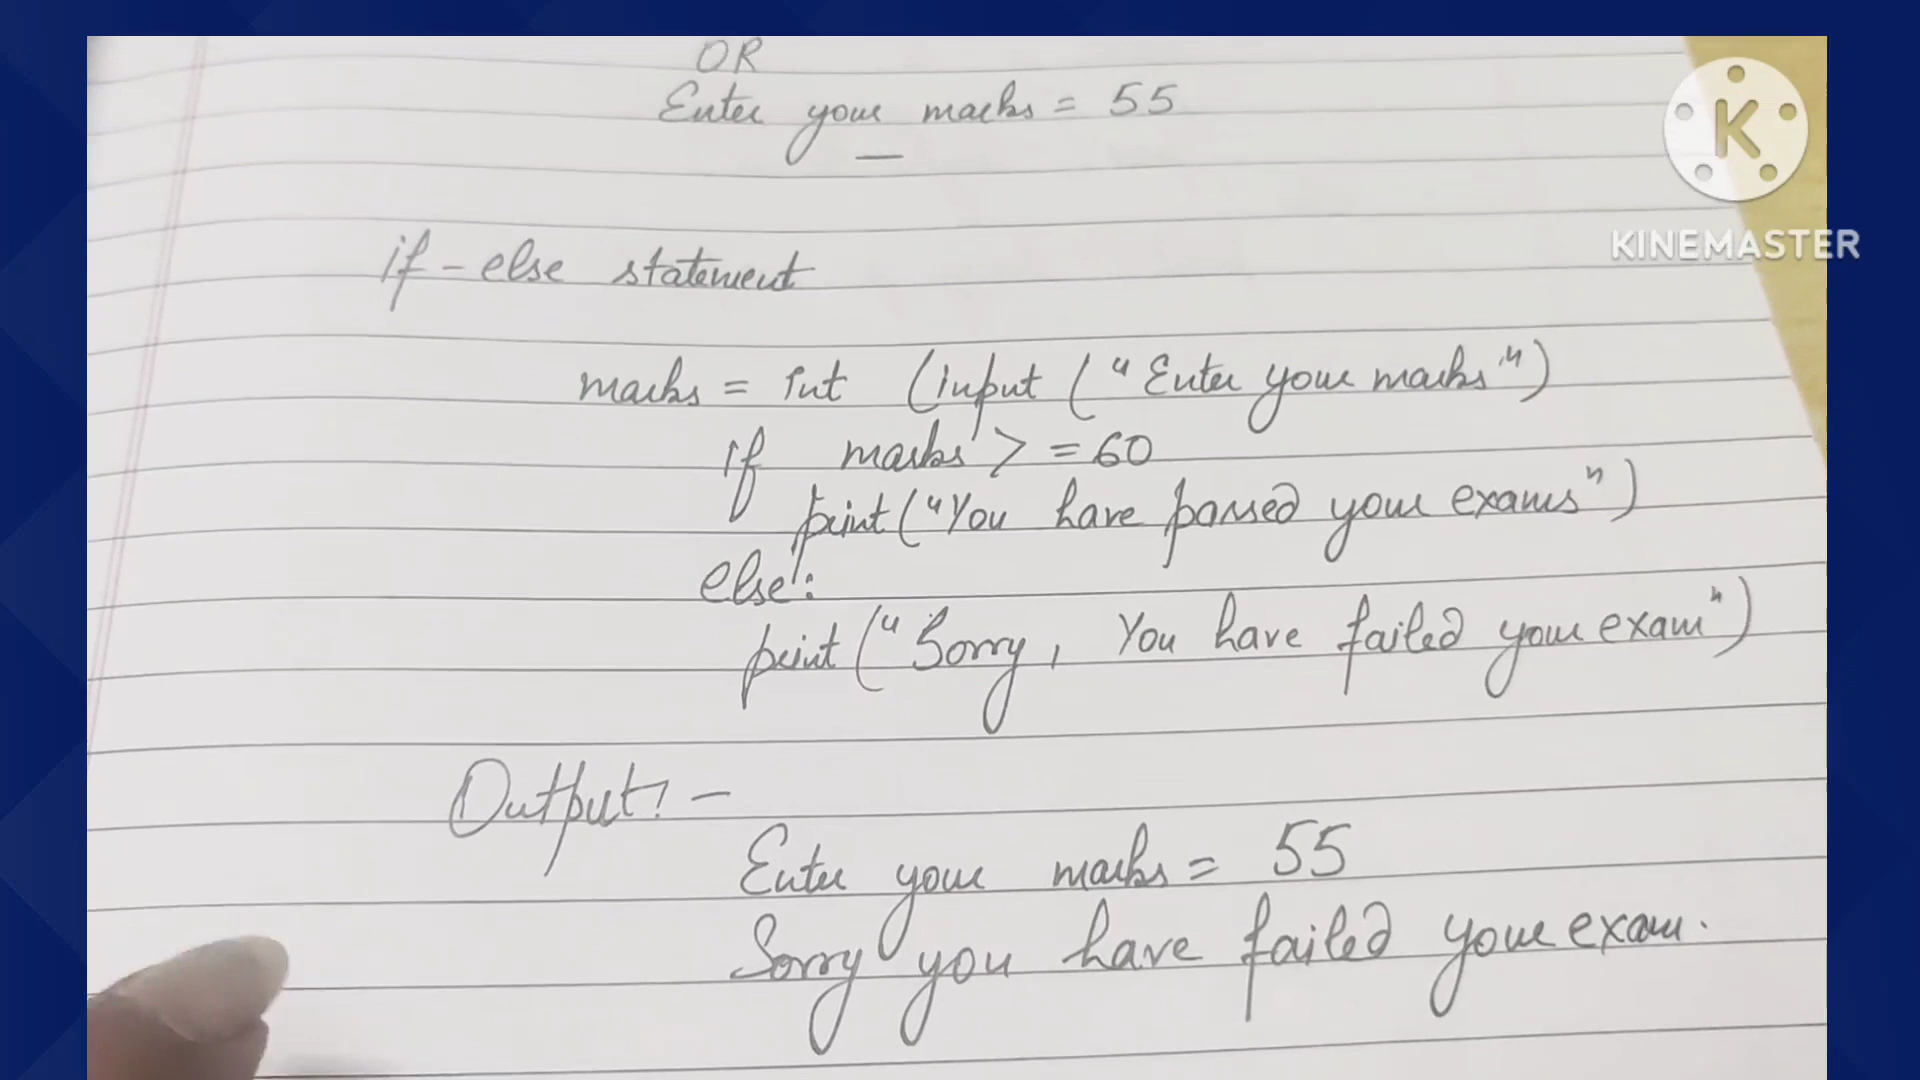 OR
Enter your marks = 55
if-else statement
marks = int (input ("Enter your marks")
if marks >= 60
print("You have passed your exams")
else:
print("Sorry, You have failed your exam")
Output:-
Enter your marks = 55
Sorry you have failed your exam.
K
KINEMASTER